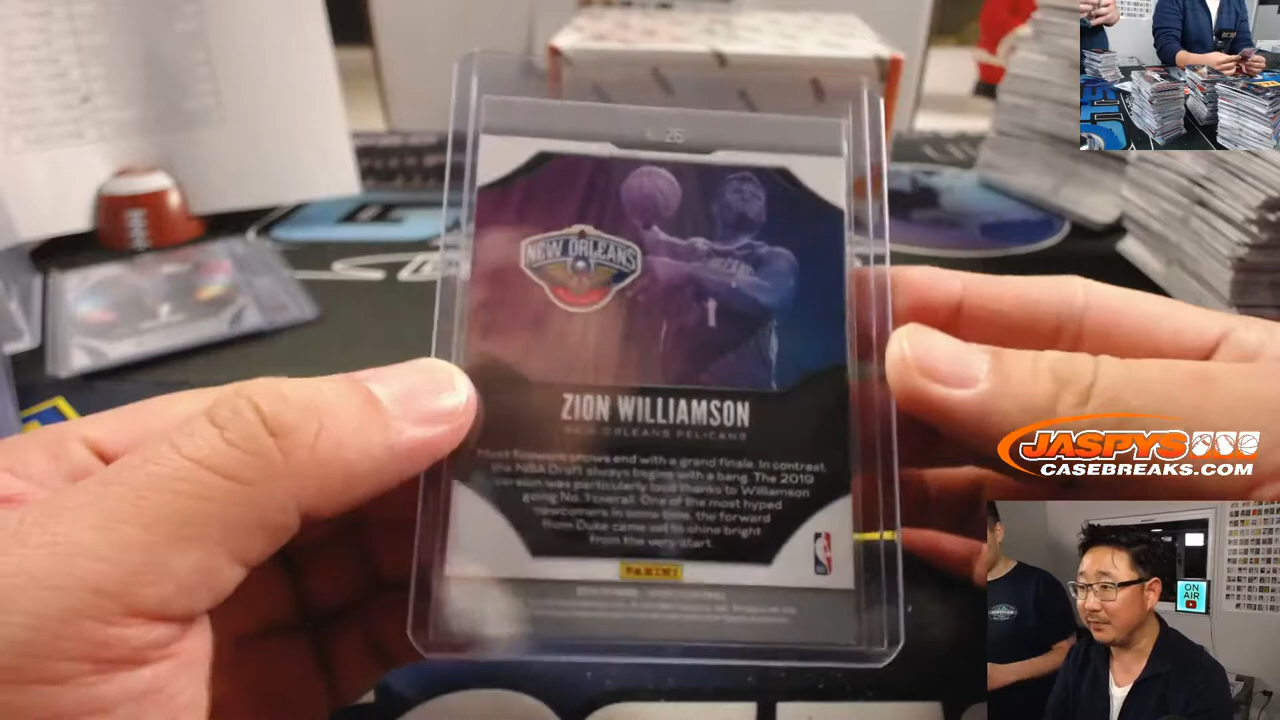 26
NEW ORLEANS
1
ZION WILLIAMSON
NEW ORLEANS PELICANS
Most fireworks shows end with a grand finale. In contrast,
the NBA Draft always begins with a bang. The 2019
version was particularly loud thanks to Williamson
going No. 1 overall. One of the most hyped
newcomers in some time, the forward
from Duke came set to shine bright
from the very start.
PANINI
JASPYS
CASEBREAKS.COM
ON
AIR